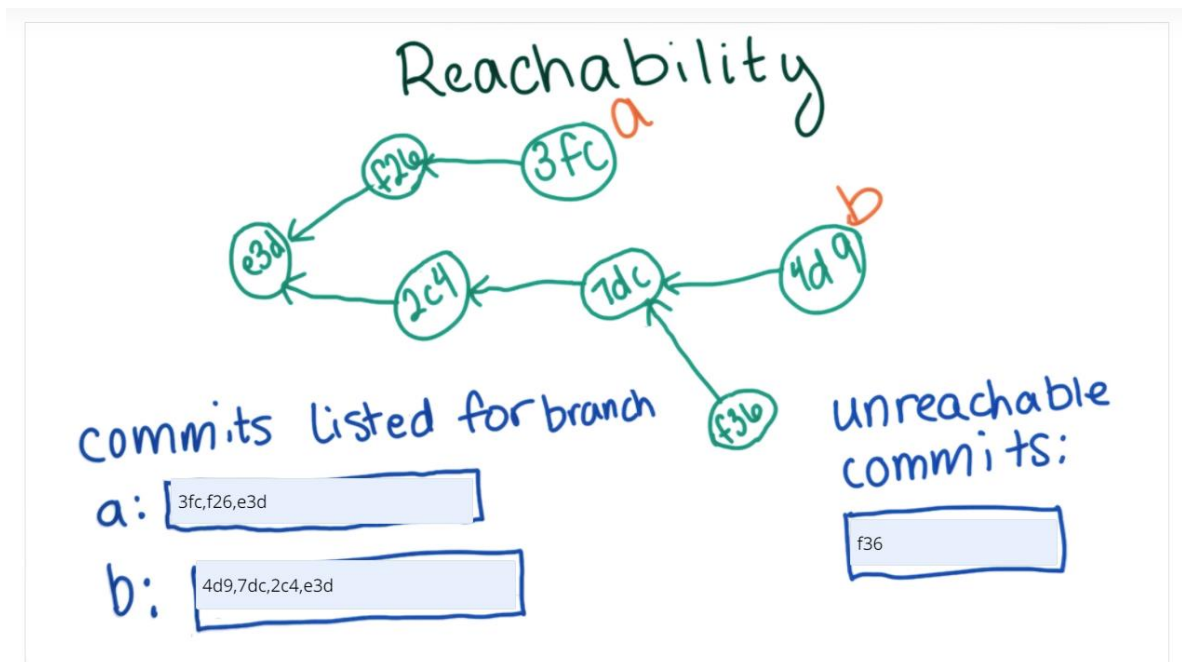 Reachability
a
3fc
f26
b
e3d
4d9
2c4
7dc
f36
commits listed for branch
unreachable
commits:
a: 3fc,f26,e3d
f36
b: 4d9,7dc,2c4,e3d